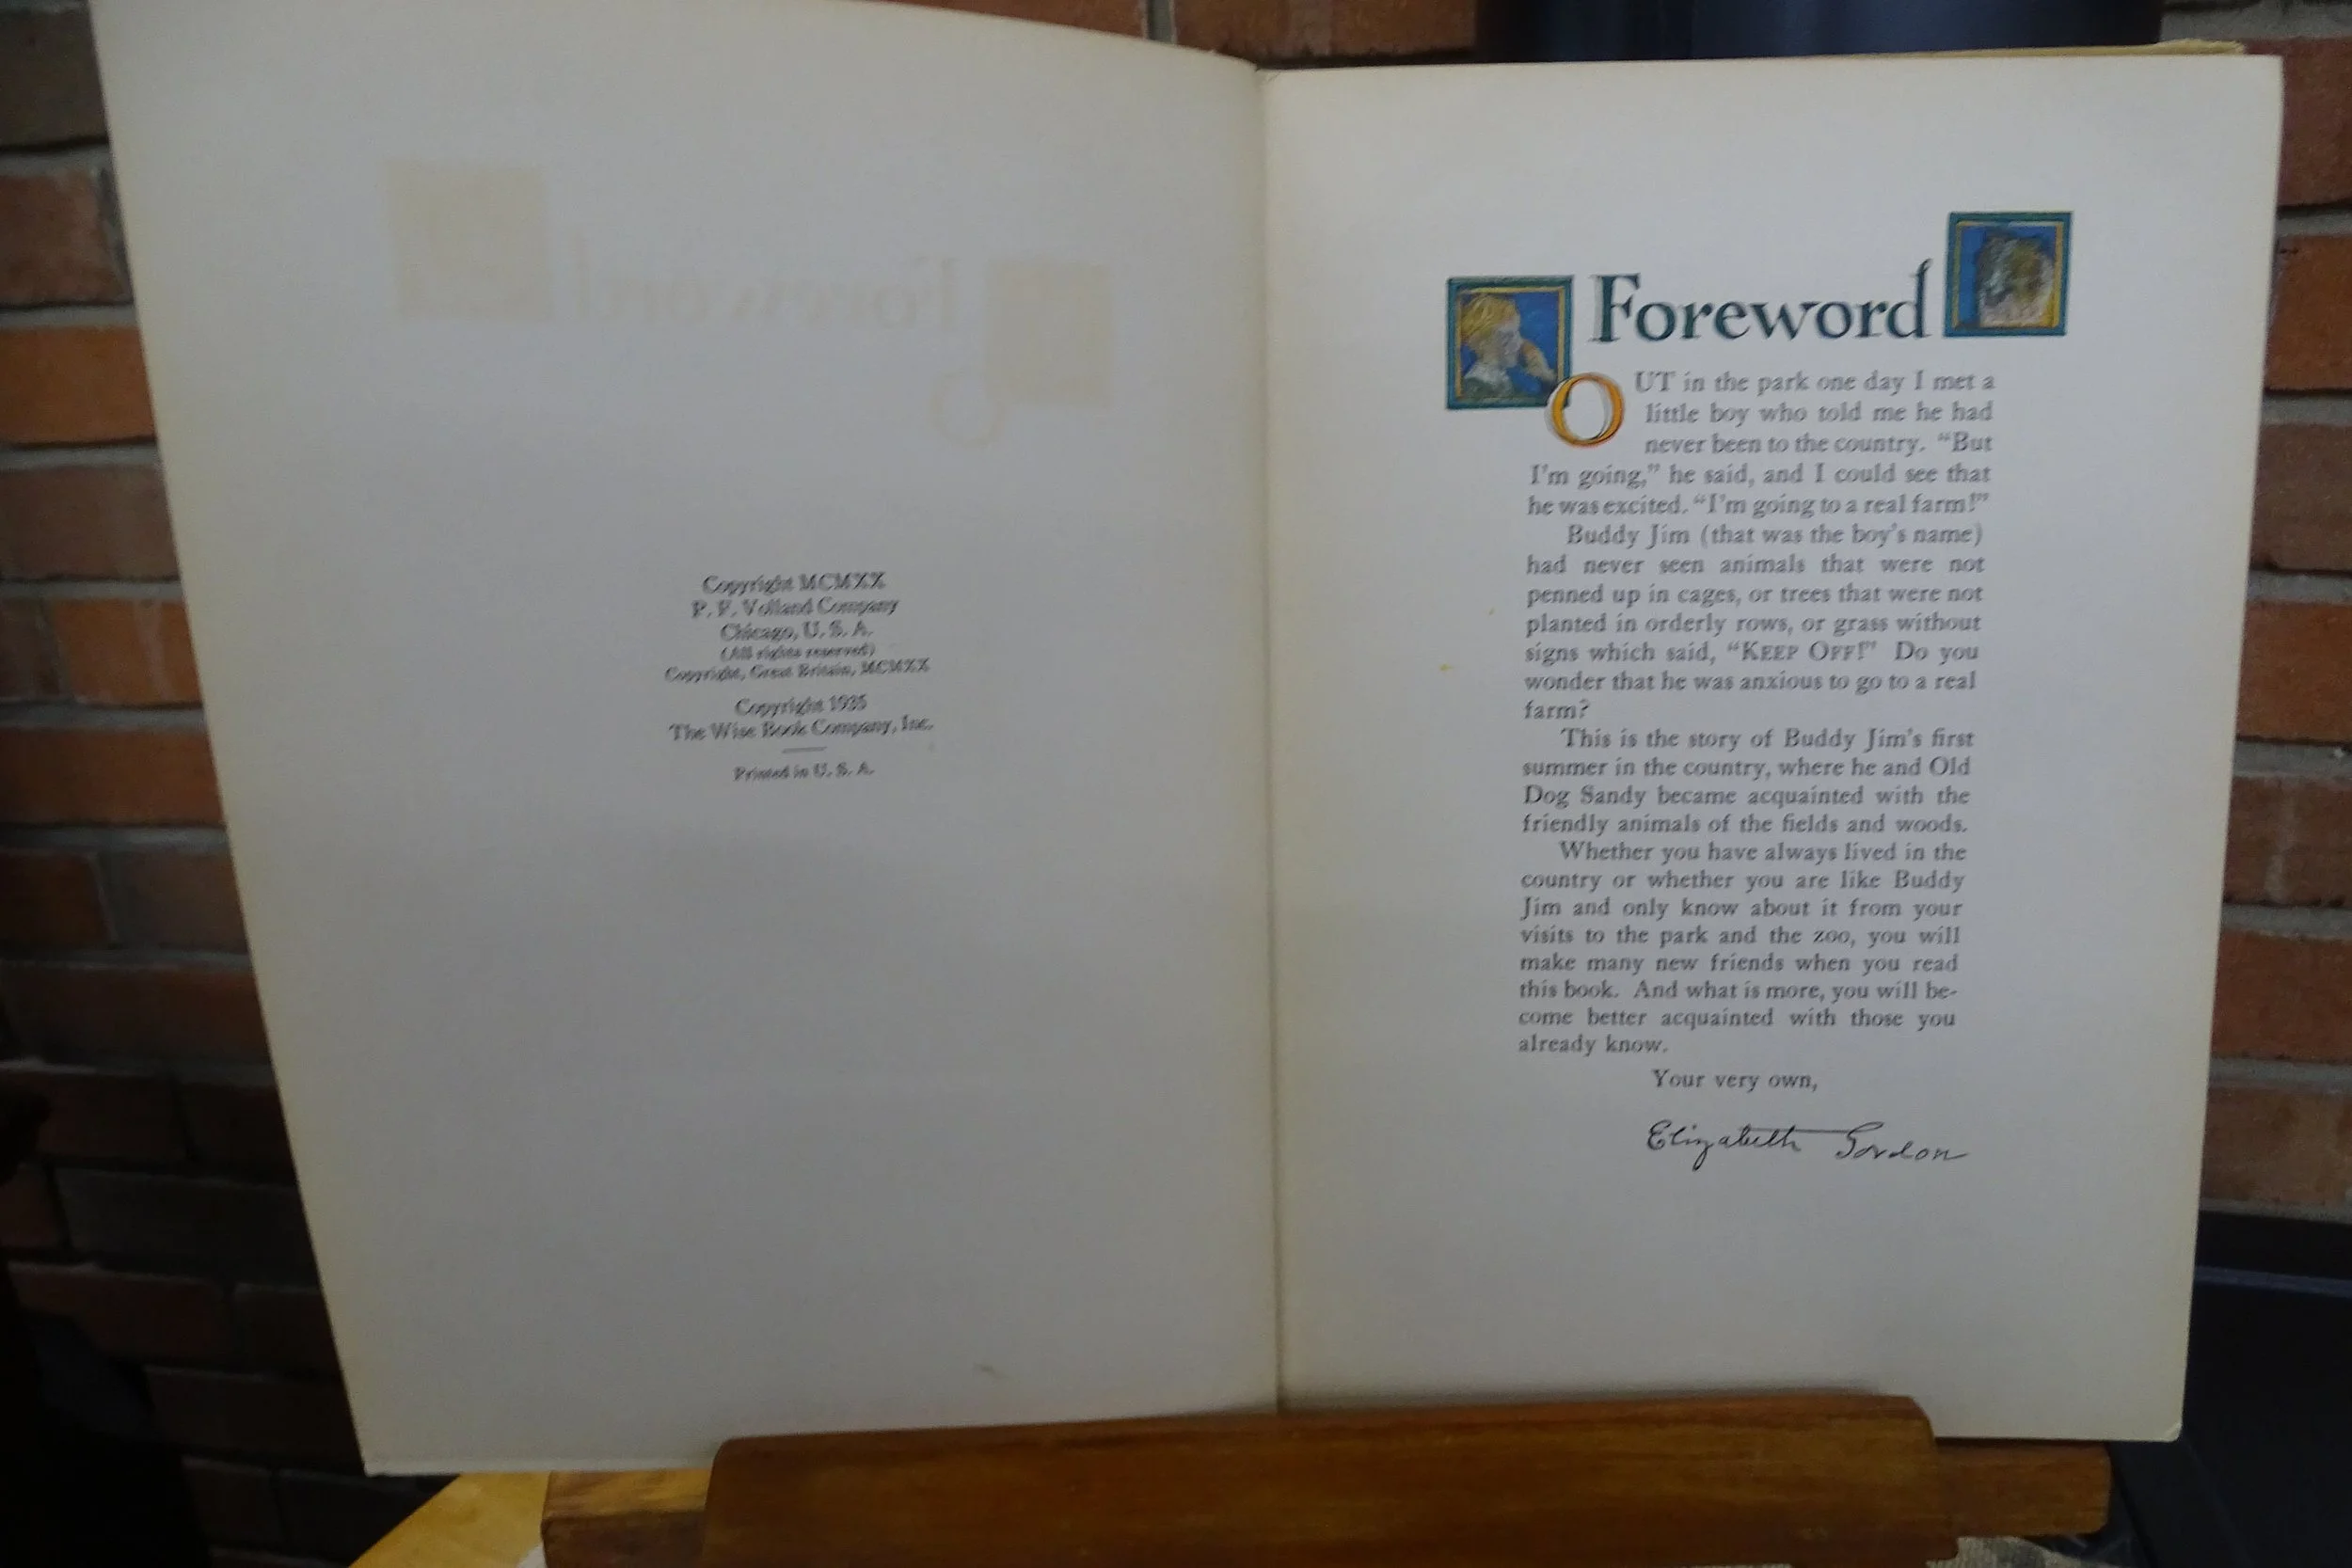 Copyright MCMXX
P. F. Volland Company
Chicago, U. S. A.
(All rights reserved)
Copyright, Great Britain, MCMXX
Copyright 1935
The Wise Book Company, Inc.
Printed in U. S. A.
Foreword
OUT in the park one day I met a
little boy who told me he had
never been to the country. “But
I'm going,” he said, and I could see that
he was excited. “I'm going to a real farm!”
Buddy Jim (that was the boy's name)
had never seen animals that were not
penned up in cages, or trees that were not
planted in orderly rows, or grass without
signs which said, “KEEP OFF!” Do you
wonder that he was anxious to go to a real
farm?
This is the story of Buddy Jim's first
summer in the country, where he and Old
Dog Sandy became acquainted with the
friendly animals of the fields and woods.
Whether you have always lived in the
country or whether you are like Buddy
Jim and only know about it from your
visits to the park and the zoo, you will
make many new friends when you read
this book. And what is more, you will be-
come better acquainted with those you
already know.
Your very own,
Elizabeth Gordon